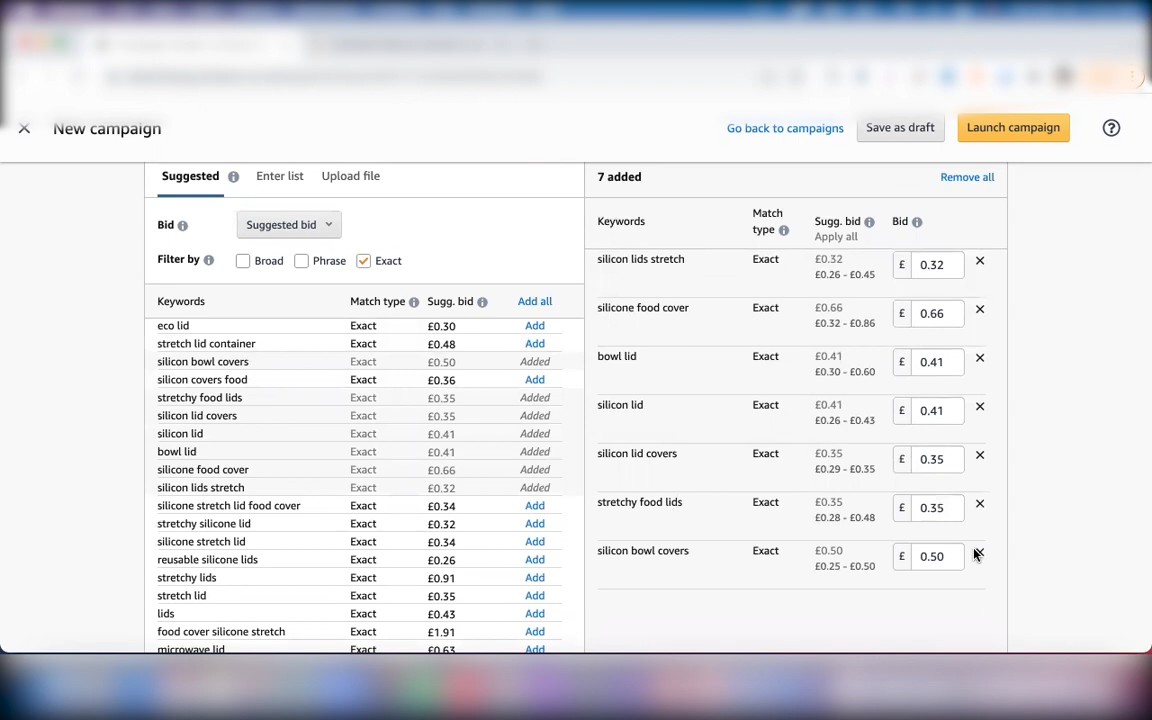 New campaign
Go back to campaigns
Save as draft
Launch campaign
Suggested
Enter list
Upload file
Bid
Suggested bid
Filter by
Broad
Phrase
Exact
Keywords Match type Sugg. bid Add all
eco lid Exact £0.30 Add
stretch lid container Exact £0.48 Add
silicon bowl covers Exact £0.50 Added
silicon covers food Exact £0.36 Add
stretchy food lids Exact £0.35 Added
silicon lid covers Exact £0.35 Added
silicon lid Exact £0.41 Added
bowl lid Exact £0.41 Added
silicone food cover Exact £0.66 Added
silicon lids stretch Exact £0.32 Added
silicone stretch lid food cover Exact £0.34 Add
stretchy silicone lid Exact £0.32 Add
silicone stretch lid Exact £0.34 Add
reusable silicone lids Exact £0.26 Add
stretchy lids Exact £0.91 Add
stretch lid Exact £0.35 Add
lids Exact £0.43 Add
food cover silicone stretch Exact £1.91 Add
microwave lid Exact £0.63 Add
7 added
Remove all
Keywords
Match
type
Sugg. bid
Apply all
Bid
silicon lids stretch Exact £0.32
£0.26 - £0.45
£ 0.32
silicone food cover Exact £0.66
£0.32 - £0.86
£ 0.66
bowl lid Exact £0.41
£0.30 - £0.60
£ 0.41
silicon lid Exact £0.41
£0.26 - £0.43
£ 0.41
silicon lid covers Exact £0.35
£0.29 - £0.35
£ 0.35
stretchy food lids Exact £0.35
£0.28 - £0.48
£ 0.35
silicon bowl covers Exact £0.50
£0.25 - £0.50
£ 0.50